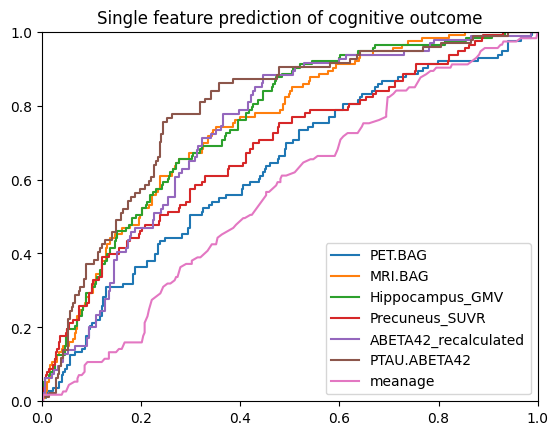 Single feature prediction of cognitive outcome
1.0
0.8
0.6
0.4
0.2
0.0
PET.BAG
MRI.BAG
Hippocampus_GMV
Precuneus_SUVR
ABETA42_recalculated
PTAU.ABETA42
meanage
0.0 0.2 0.4 0.6 0.8 1.0